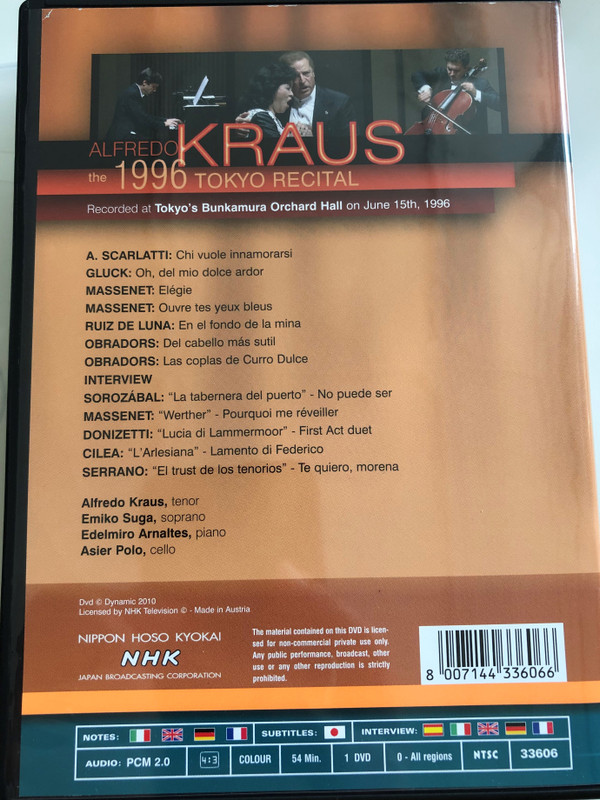 ALFREDO KRAUS
the 1996 TOKYO RECITAL
Recorded at Tokyo's Bunkamura Orchard Hall on June 15th, 1996
A. SCARLATTI: Chi vuole innamorarsi
GLUCK: Oh, del mio dolce ardor
MASSENET: Elégie
MASSENET: Ouvre tes yeux bleus
RUIZ DE LUNA: En el fondo de la mina
OBRADORS: Del cabello más sutil
OBRADORS: Las coplas de Curro Dulce
INTERVIEW
SOROZÁBAL: “La tabernera del puerto” - No puede ser
MASSENET: “Werther” - Pourquoi me réveiller
DONIZETTI: “Lucia di Lammermoor” - First Act duet
CILEA: “L'Arlesiana” - Lamento di Federico
SERRANO: “El trust de los tenorios” - Te quiero, morena
Alfredo Kraus, tenor
Emiko Suga, soprano
Edelmiro Arnaltes, piano
Asier Polo, cello
Dvd © Dynamic 2010
Licensed by NHK Television © - Made in Austria
NIPPON HOSO KYOKAI
NHK
JAPAN BROADCASTING CORPORATION
The material contained on this DVD is licen-
sed for non-commercial private use only.
Any public performance, broadcast, other
use or any other reproduction is strictly
prohibited.
8 007144 336066
NOTES: SUBTITLES: INTERVIEW:
AUDIO: PCM 2.0 4:3 COLOUR 54 Min. 1 DVD 0 - All regions NTSC 33606